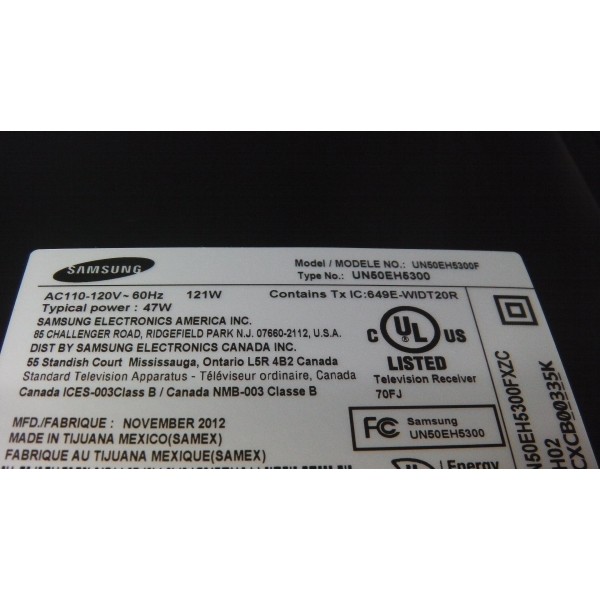 SAMSUNG
Model / MODELE NO.: UN50EH5300F
Type No.: UN50EH5300
AC110-120V~60Hz 121W
Contains Tx IC:649E-WIDT20R
Typical power : 47W
SAMSUNG ELECTRONICS AMERICA INC.
85 CHALLENGER ROAD, RIDGEFIELD PARK N.J. 07660-2112, U.S.A.
DIST BY SAMSUNG ELECTRONICS CANADA INC.
55 Standish Court Mississauga, Ontario L5R 4B2 Canada
Standard Television Apparatus - Téléviseur ordinaire, Canada
Canada ICES-003Class B / Canada NMB-003 Classe B
C UL US
LISTED
Television Receiver
70FJ
MFD./FABRIQUE : NOVEMBER 2012
MADE IN TIJUANA MEXICO(SAMEX)
FABRIQUE AU TIJUANA MEXIQUE(SAMEX)
FC Samsung
UN50EH5300
Energy
N50EH5300FXZC
H02
CXCB00335K